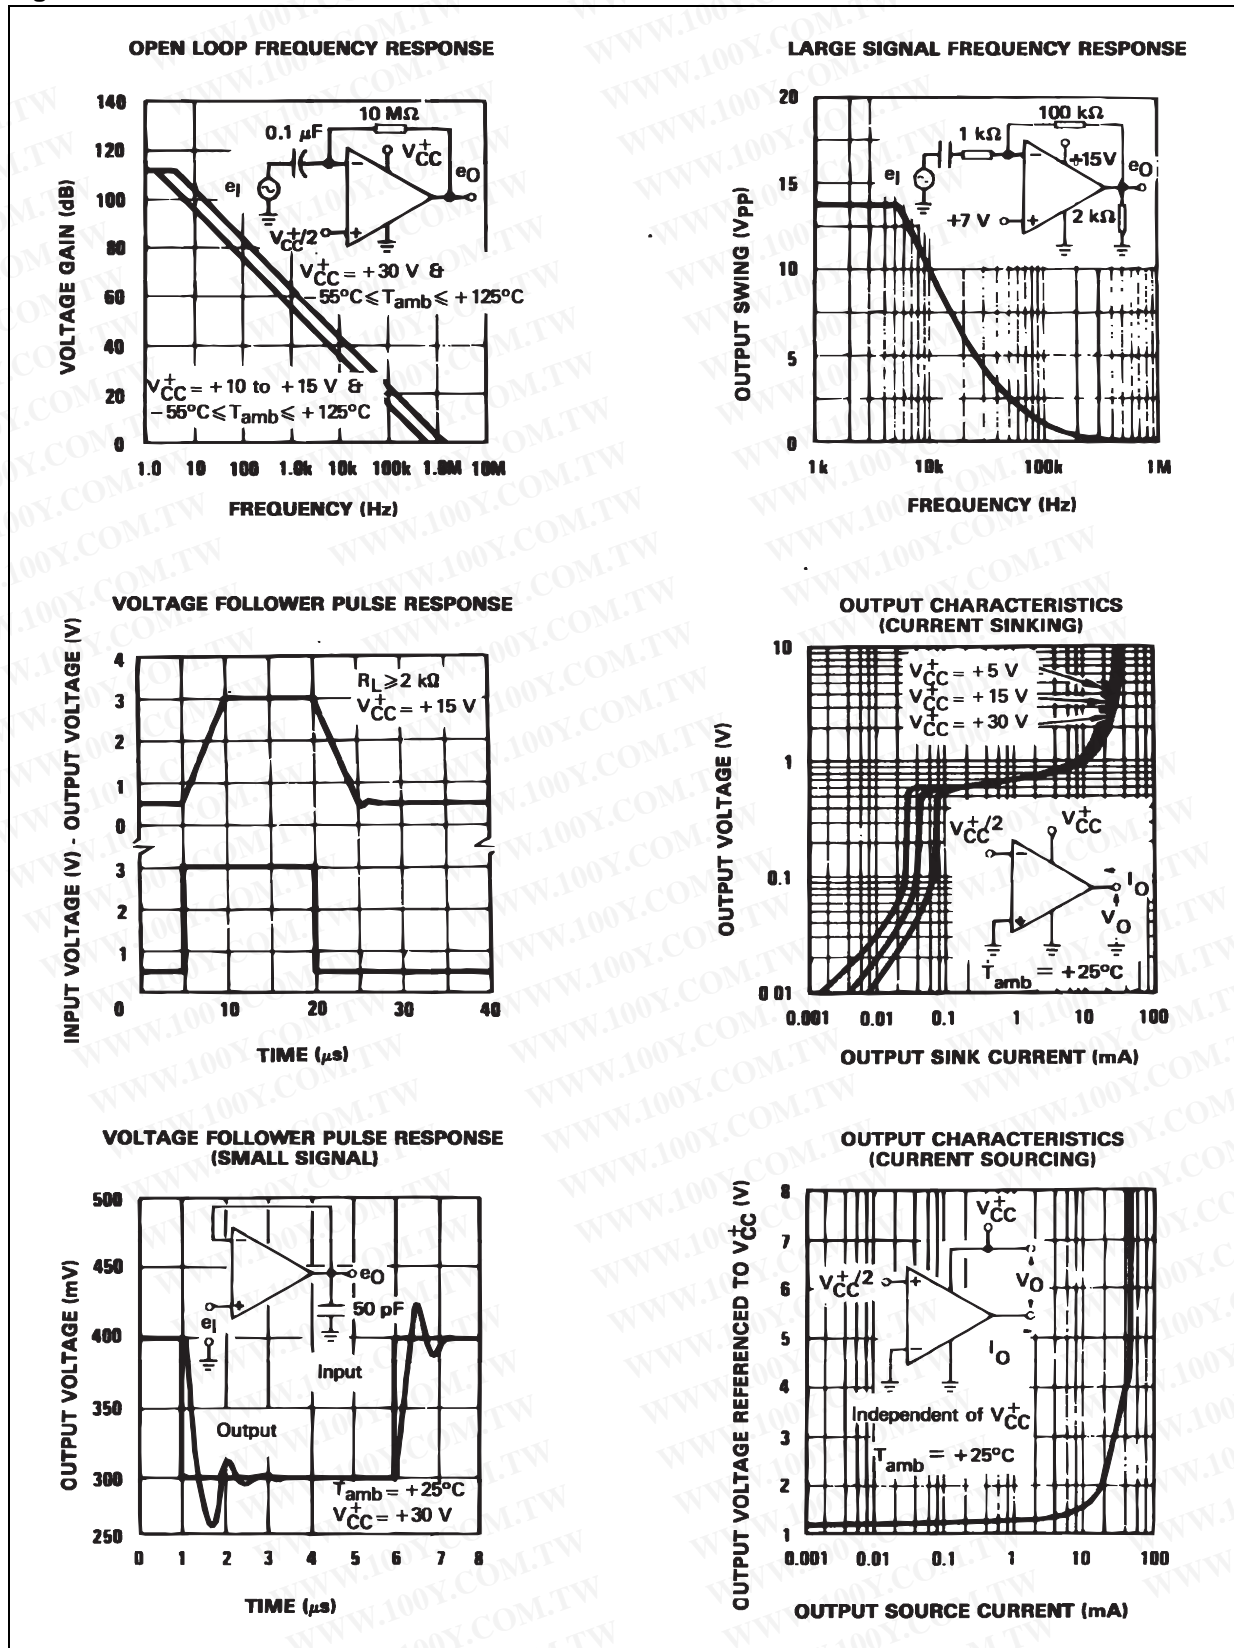 OPEN LOOP FREQUENCY RESPONSE
VOLTAGE GAIN (dB)
140
120
100
80
60
40
20
0
10 MΩ
0.1 μF
V+CC
eO
eI
V+CC/2
V+CC = +30 V &
-55°C ≤ Tamb ≤ +125°C
V+CC = +10 to +15 V &
-55°C ≤ Tamb ≤ +125°C
1.0 10 100 1.0k 10k 100k 1.0M 10M
FREQUENCY (Hz)
LARGE SIGNAL FREQUENCY RESPONSE
OUTPUT SWING (VPP)
20
15
10
5
0
100 kΩ
1 kΩ
+15V
eO
eI
+7 V
2 kΩ
1k 10k 100k 1M
FREQUENCY (Hz)
VOLTAGE FOLLOWER PULSE RESPONSE
INPUT VOLTAGE (V) - OUTPUT VOLTAGE (V)
4
3
2
1
0
3
2
1
RL ≥ 2 kΩ
V+CC = +15 V
0 10 20 30 40
TIME (μs)
OUTPUT CHARACTERISTICS
(CURRENT SINKING)
OUTPUT VOLTAGE (V)
10
1
0.1
0 01
V+CC = +5 V
V+CC = +15 V
V+CC = +30 V
V+CC/2
V+CC
IO
VO
Tamb = +25°C
0.001 0.01 0.1 1 10 100
OUTPUT SINK CURRENT (mA)
VOLTAGE FOLLOWER PULSE RESPONSE
(SMALL SIGNAL)
OUTPUT VOLTAGE (mV)
500
450
400
350
300
250
eO
50 pF
eI
Input
Output
Tamb = +25°C
V+CC = +30 V
0 1 2 3 4 5 6 7 8
TIME (μs)
OUTPUT CHARACTERISTICS
(CURRENT SOURCING)
OUTPUT VOLTAGE REFERENCED TO V+CC (V)
8
7
6
5
4
3
2
1
V+CC
V+CC/2
VO
IO
Independent of V+CC
Tamb = +25°C
0.001 0.01 0.1 1 10 100
OUTPUT SOURCE CURRENT (mA)
WWW.100Y.COM.TW